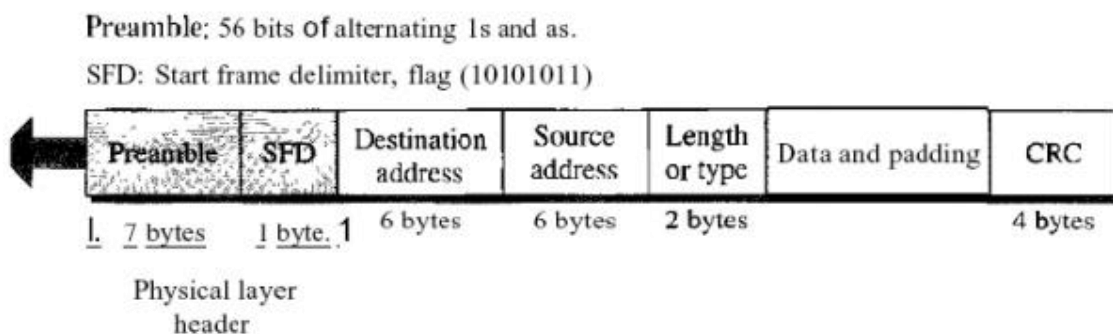 Preamble: 56 bits of alternating 1s and as.
SFD: Start frame delimiter, flag (10101011)
Preamble SFD Destination address Source address Length or type Data and padding CRC
l. 7 bytes 1 byte. 1 6 bytes 6 bytes 2 bytes 4 bytes
Physical layer
header